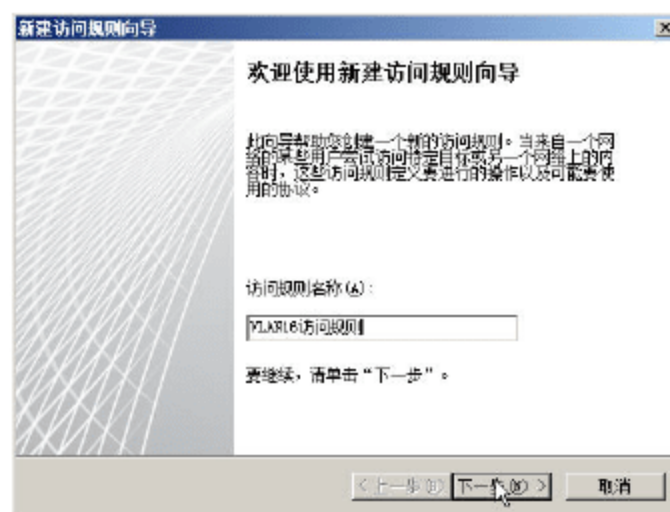 新建访问规则向导
欢迎使用新建访问规则向导
此向导帮助您创建一个新的访问规则。当来自一个网
络的某些用户尝试访问特定目标或另一个网络上的内
容时，这些访问规则定义要进行的操作以及可能要使
用的协议。
访问规则名称(A):
VLAN16访问规则
要继续，请单击“下一步”。
< 上一步(B) 下一步(N) > 取消